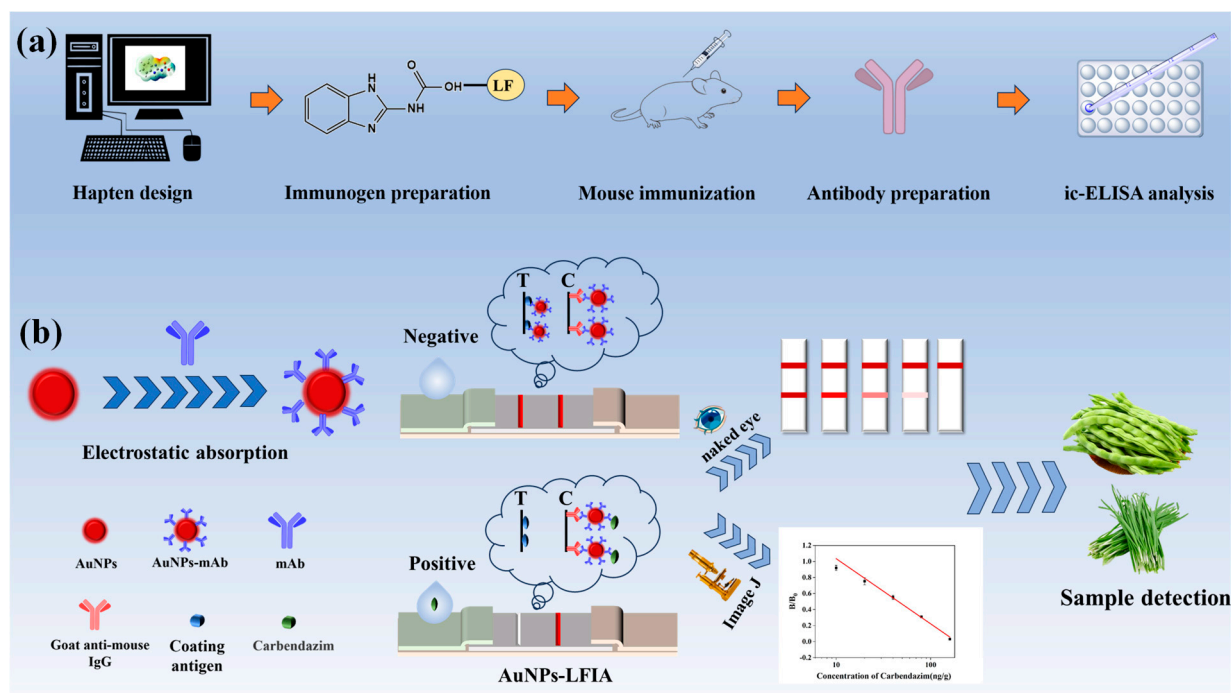 (a)
H
N
N
NH
O
OH
LF
Hapten design
Immunogen preparation
Mouse immunization
Antibody preparation
ic-ELISA analysis
(b)
Electrostatic absorption
AuNPs
AuNPs-mAb
mAb
Goat anti-mouse
IgG
Coating
antigen
Carbendazim
Negative
T C
Positive
T C
AuNPs-LFIA
naked eye
Image J
B/B0
1.2
1.0
0.8
0.6
0.4
0.2
0.0
-0.2
10 100
Concentration of Carbendazim(ng/g)
Sample detection